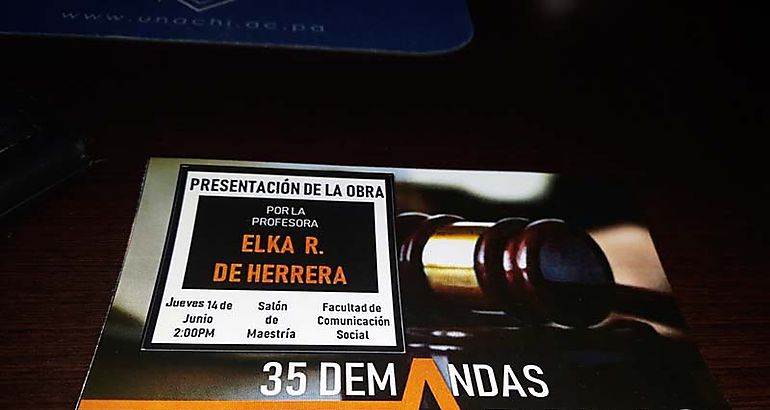 www.unachi.ac.pa
PRESENTACIÓN DE LA OBRA
POR LA
PROFESORA
ELKA R.
DE HERRERA
Jueves 14 de
Junio
2:00PM
Salón
de
Maestría
Facultad de
Comunicación
Social
35 DEMANDAS